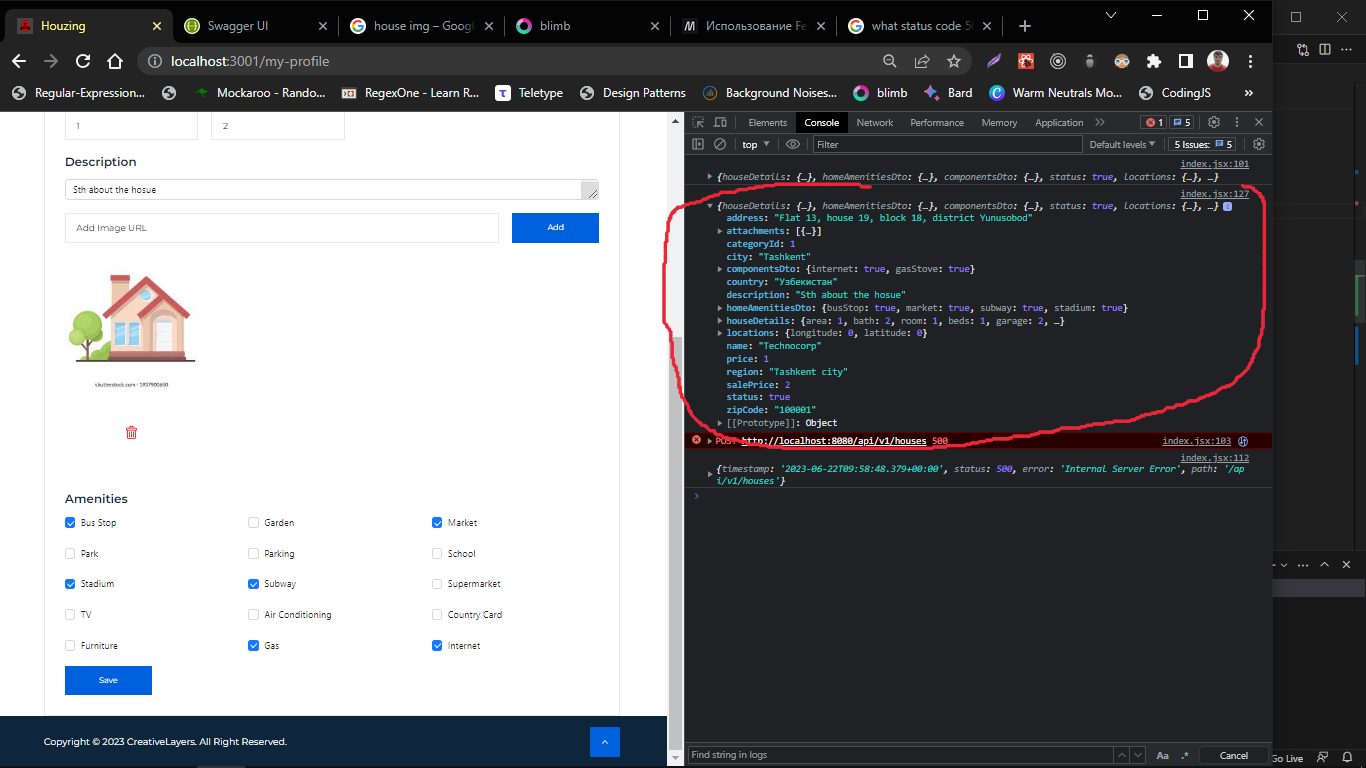 Houzing
Swagger UI
house img – Googl
blimb
Использование Fe
what status code 5
localhost:3001/my-profile
Regular-Expression...
Mockaroo - Rando...
RegexOne - Learn R...
Teletype
Design Patterns
Background Noises...
blimb
Bard
Warm Neutrals Mo...
CodingJS
»
1
2
Description
Sth about the hosue
Add Image URL
Add
shutterstock.com · 1937900650
Amenities
Bus Stop
Garden
Market
Park
Parking
School
Stadium
Subway
Supermarket
TV
Air Conditioning
Country Card
Furniture
Gas
Internet
Save
Copyright © 2023 CreativeLayers. All Right Reserved.
Elements
Console
Network
Performance
Memory
Application
1
5
top
Filter
Default levels
5 Issues:
5
index.jsx:101
{houseDetails: {…}, homeAmenitiesDto: {…}, componentsDto: {…}, status: true, locations: {…}, …}
index.jsx:127
{houseDetails: {…}, homeAmenitiesDto: {…}, componentsDto: {…}, status: true, locations: {…}, …}
address: "Flat 13, house 19, block 18, district Yunusobod"
attachments: [{…}]
categoryId: 1
city: "Tashkent"
componentsDto: {internet: true, gasStove: true}
country: "Узбекистан"
description: "Sth about the hosue"
homeAmenitiesDto: {busStop: true, market: true, subway: true, stadium: true}
houseDetails: {area: 1, bath: 2, room: 1, beds: 1, garage: 2, …}
locations: {longitude: 0, latitude: 0}
name: "Technocorp"
price: 1
region: "Tashkent city"
salePrice: 2
status: true
zipCode: "100001"
[[Prototype]]: Object
POST http://localhost:8080/api/v1/houses 500
index.jsx:103
index.jsx:112
{timestamp: '2023-06-22T09:58:48.379+00:00', status: 500, error: 'Internal Server Error', path: '/ap
i/v1/houses'}
Find string in logs
Aa
.*
Cancel
Go Live